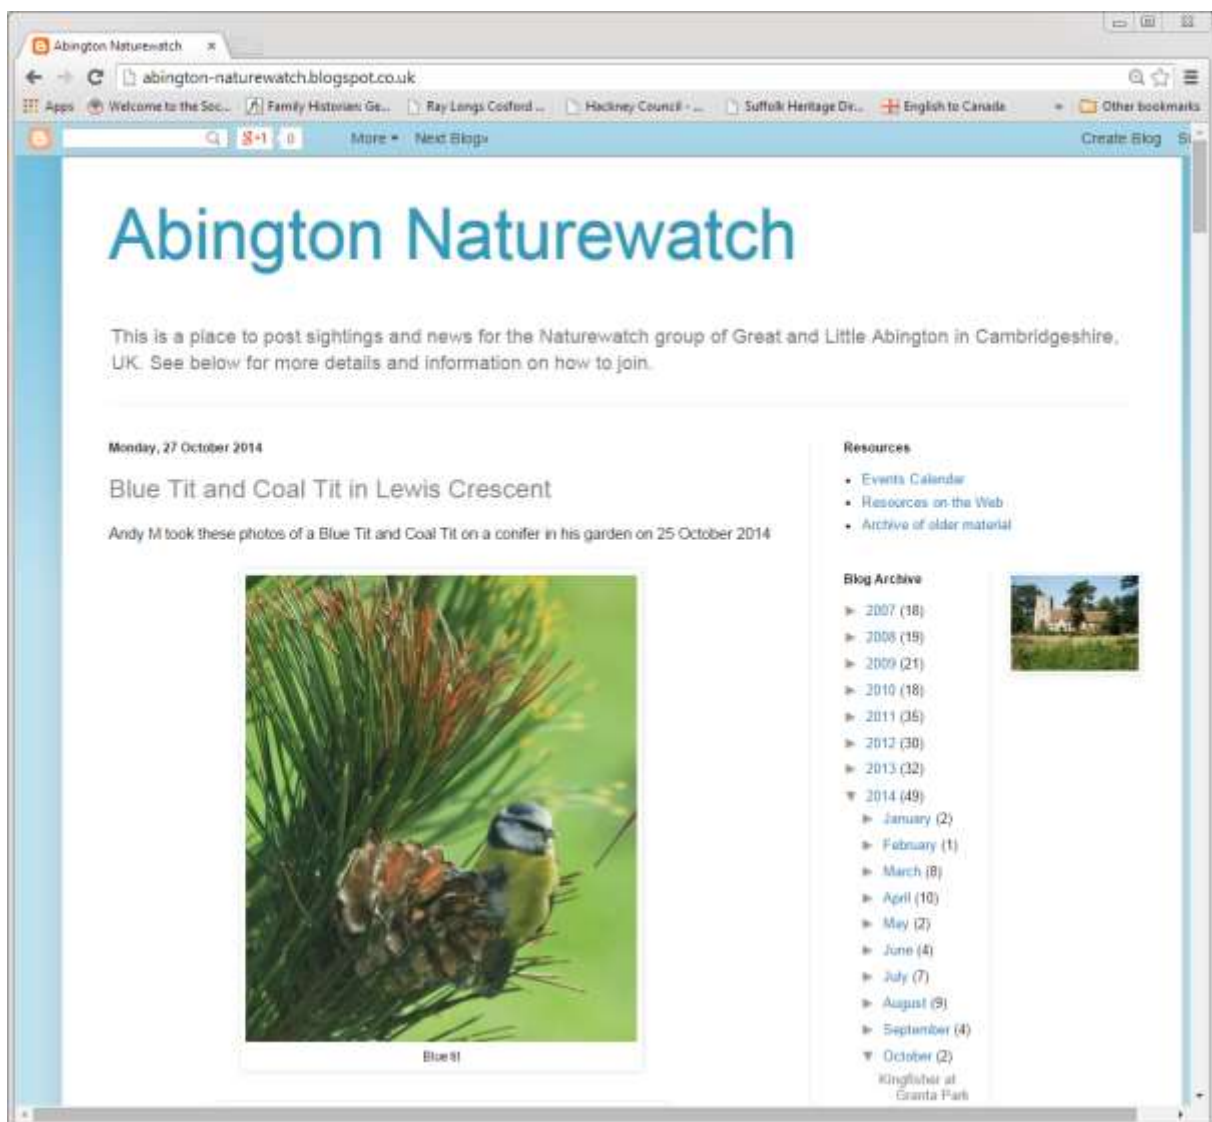 Abington Naturewatch
abington-naturewatch.blogspot.co.uk
Apps Welcome to the Soc... Family Historian: Ge... Ray Longs Cosford ... Hackney Council - ... Suffolk Heritage Dir... English to Canada » Other bookmarks
g+1 0 More Next Blog» Create Blog
Abington Naturewatch
This is a place to post sightings and news for the Naturewatch group of Great and Little Abington in Cambridgeshire,
UK. See below for more details and information on how to join.
Monday, 27 October 2014
Blue Tit and Coal Tit in Lewis Crescent
Andy M took these photos of a Blue Tit and Coal Tit on a conifer in his garden on 25 October 2014
Blue tit
Resources
Events Calendar
Resources on the Web
Archive of older material
Blog Archive
► 2007 (18)
► 2008 (19)
► 2009 (21)
► 2010 (18)
► 2011 (35)
► 2012 (30)
► 2013 (32)
▼ 2014 (49)
► January (2)
► February (1)
► March (8)
► April (10)
► May (2)
► June (4)
► July (7)
► August (9)
► September (4)
▼ October (2)
Kingfisher at
Granta Park